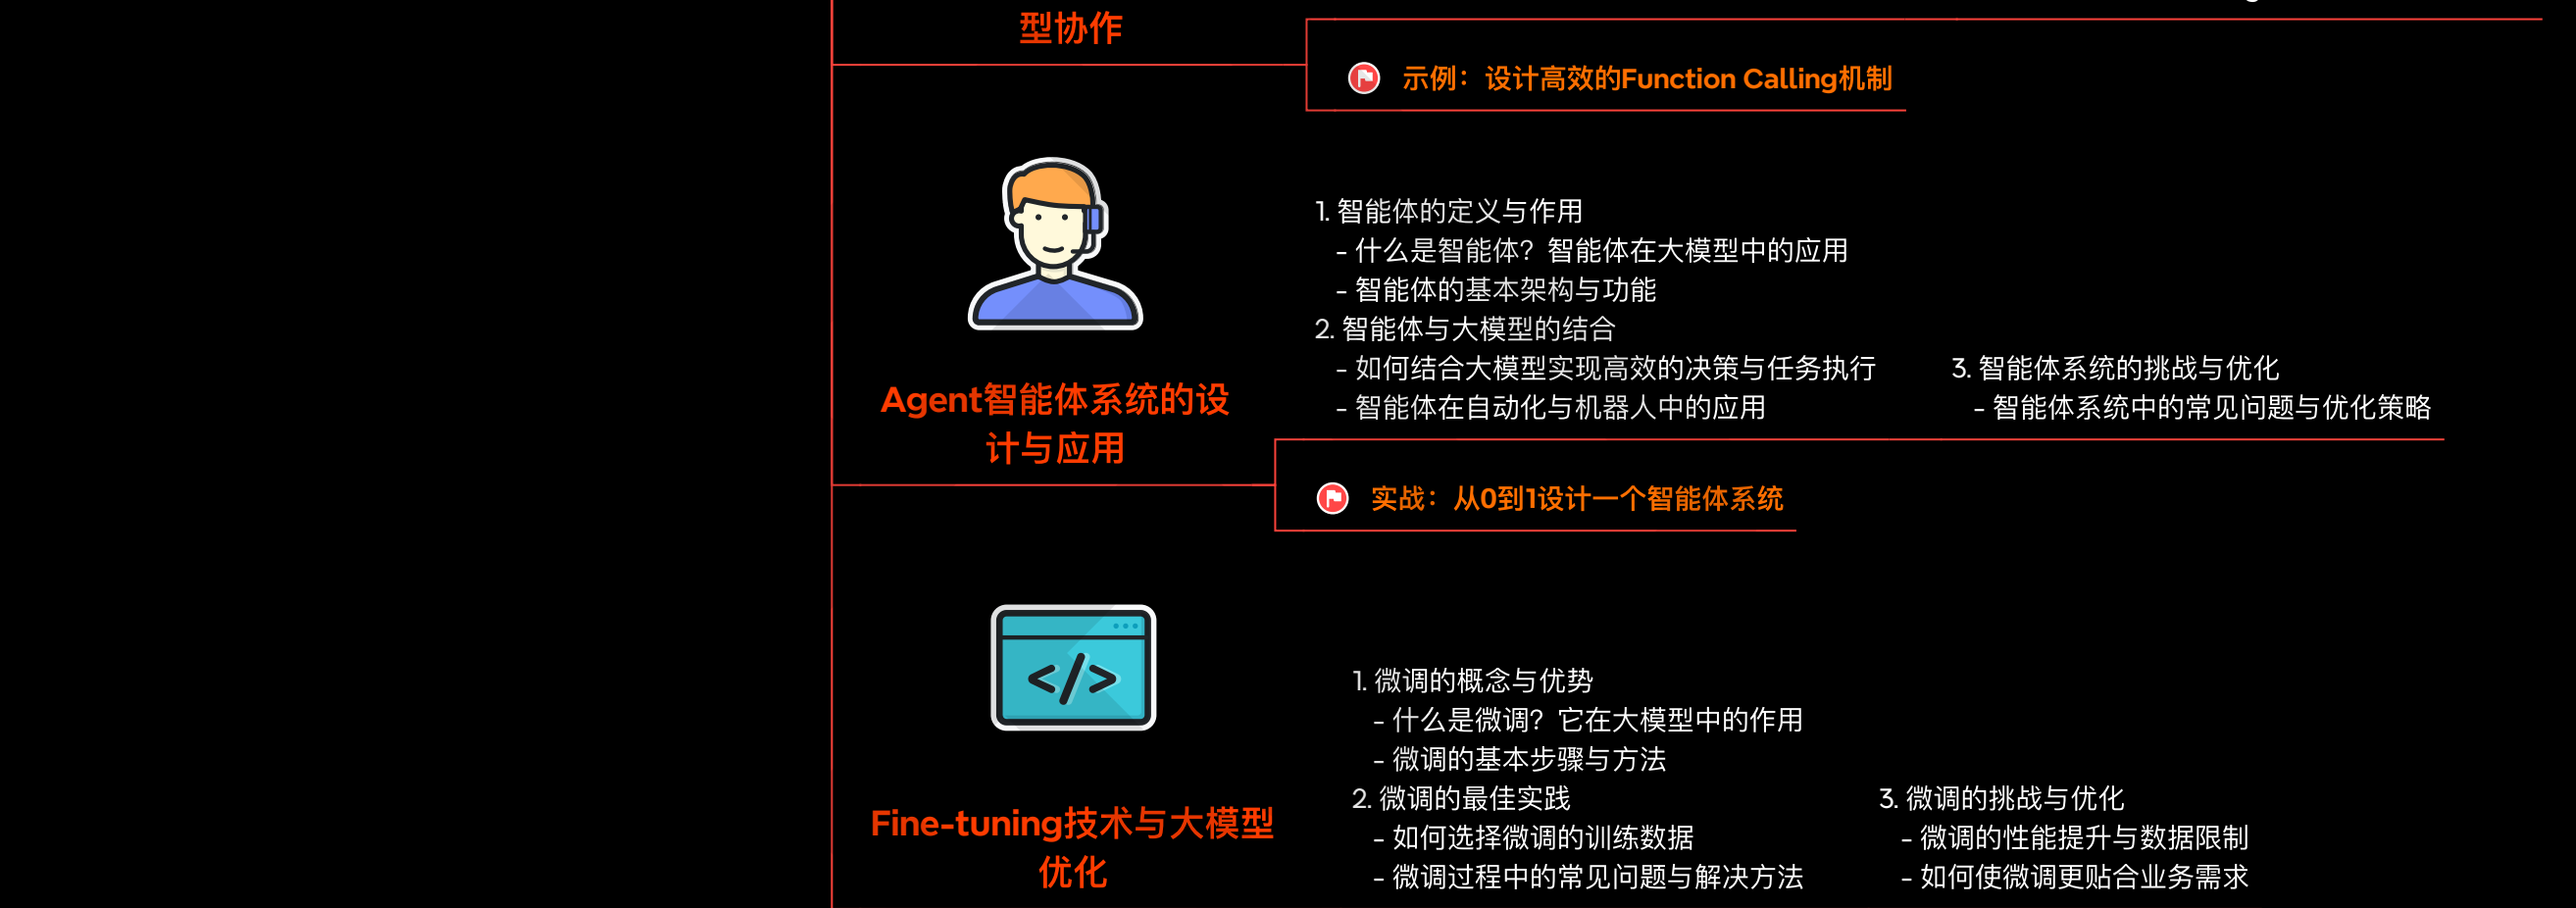 型协作
示例：设计高效的Function Calling机制
1. 智能体的定义与作用
- 什么是智能体？智能体在大模型中的应用
- 智能体的基本架构与功能
2. 智能体与大模型的结合
- 如何结合大模型实现高效的决策与任务执行
- 智能体在自动化与机器人中的应用
3. 智能体系统的挑战与优化
- 智能体系统中的常见问题与优化策略
Agent智能体系统的设
计与应用
实战：从0到1设计一个智能体系统
</>
1. 微调的概念与优势
- 什么是微调？它在大模型中的作用
- 微调的基本步骤与方法
2. 微调的最佳实践
- 如何选择微调的训练数据
- 微调过程中的常见问题与解决方法
3. 微调的挑战与优化
- 微调的性能提升与数据限制
- 如何使微调更贴合业务需求
Fine-tuning技术与大模型
优化